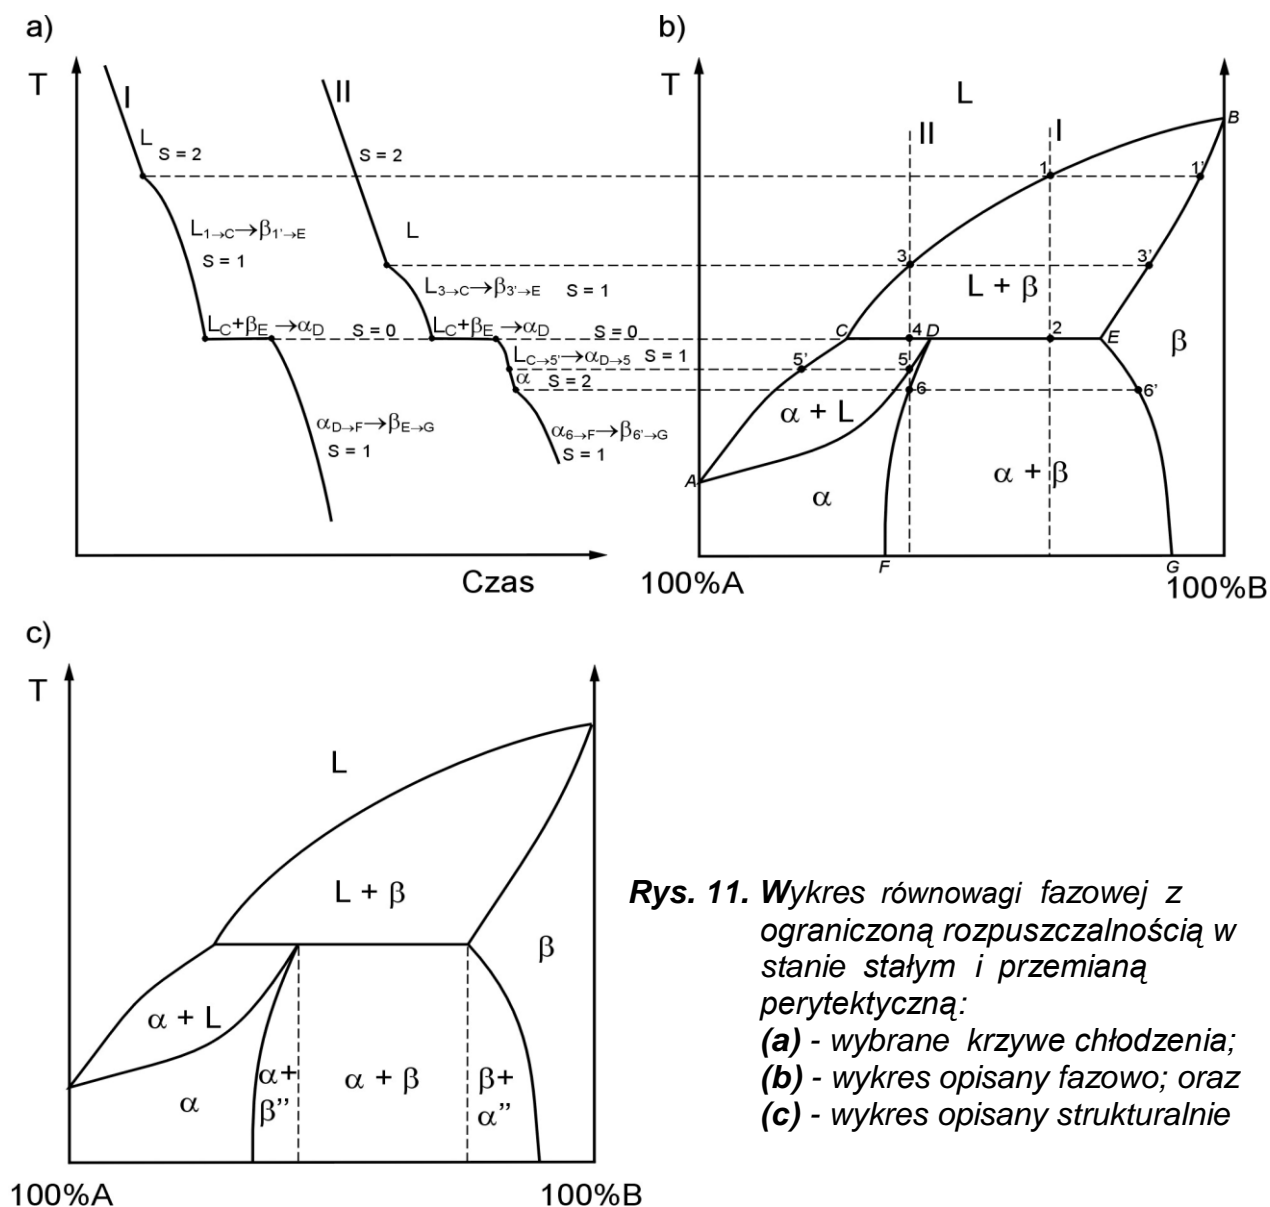 a)
T
I
II
L
S = 2
S = 2
L1→C→β1'→E
S = 1
L
L3→C→β3'→E S = 1
LC+βE→αD S = 0
LC+βE→αD S = 0
LC→5'→αD→5 S = 1
α S = 2
αD→F→βE→G
S = 1
α6→F→β6'→G
S = 1
Czas
b)
T
L
II
I
B
1
1'
3
3'
L + β
C
4
D
2
E
β
5'
5
6
6'
α + L
A
α
α + β
F
G
100%A
100%B
c)
T
L
L + β
β
α + L
α
α+
β”
α + β
β+
α”
100%A
100%B
Rys. 11. Wykres równowagi fazowej z
ograniczoną rozpuszczalnością w
stanie stałym i przemianą
perytektyczną:
(a) - wybrane krzywe chłodzenia;
(b) - wykres opisany fazowo; oraz
(c) - wykres opisany strukturalnie